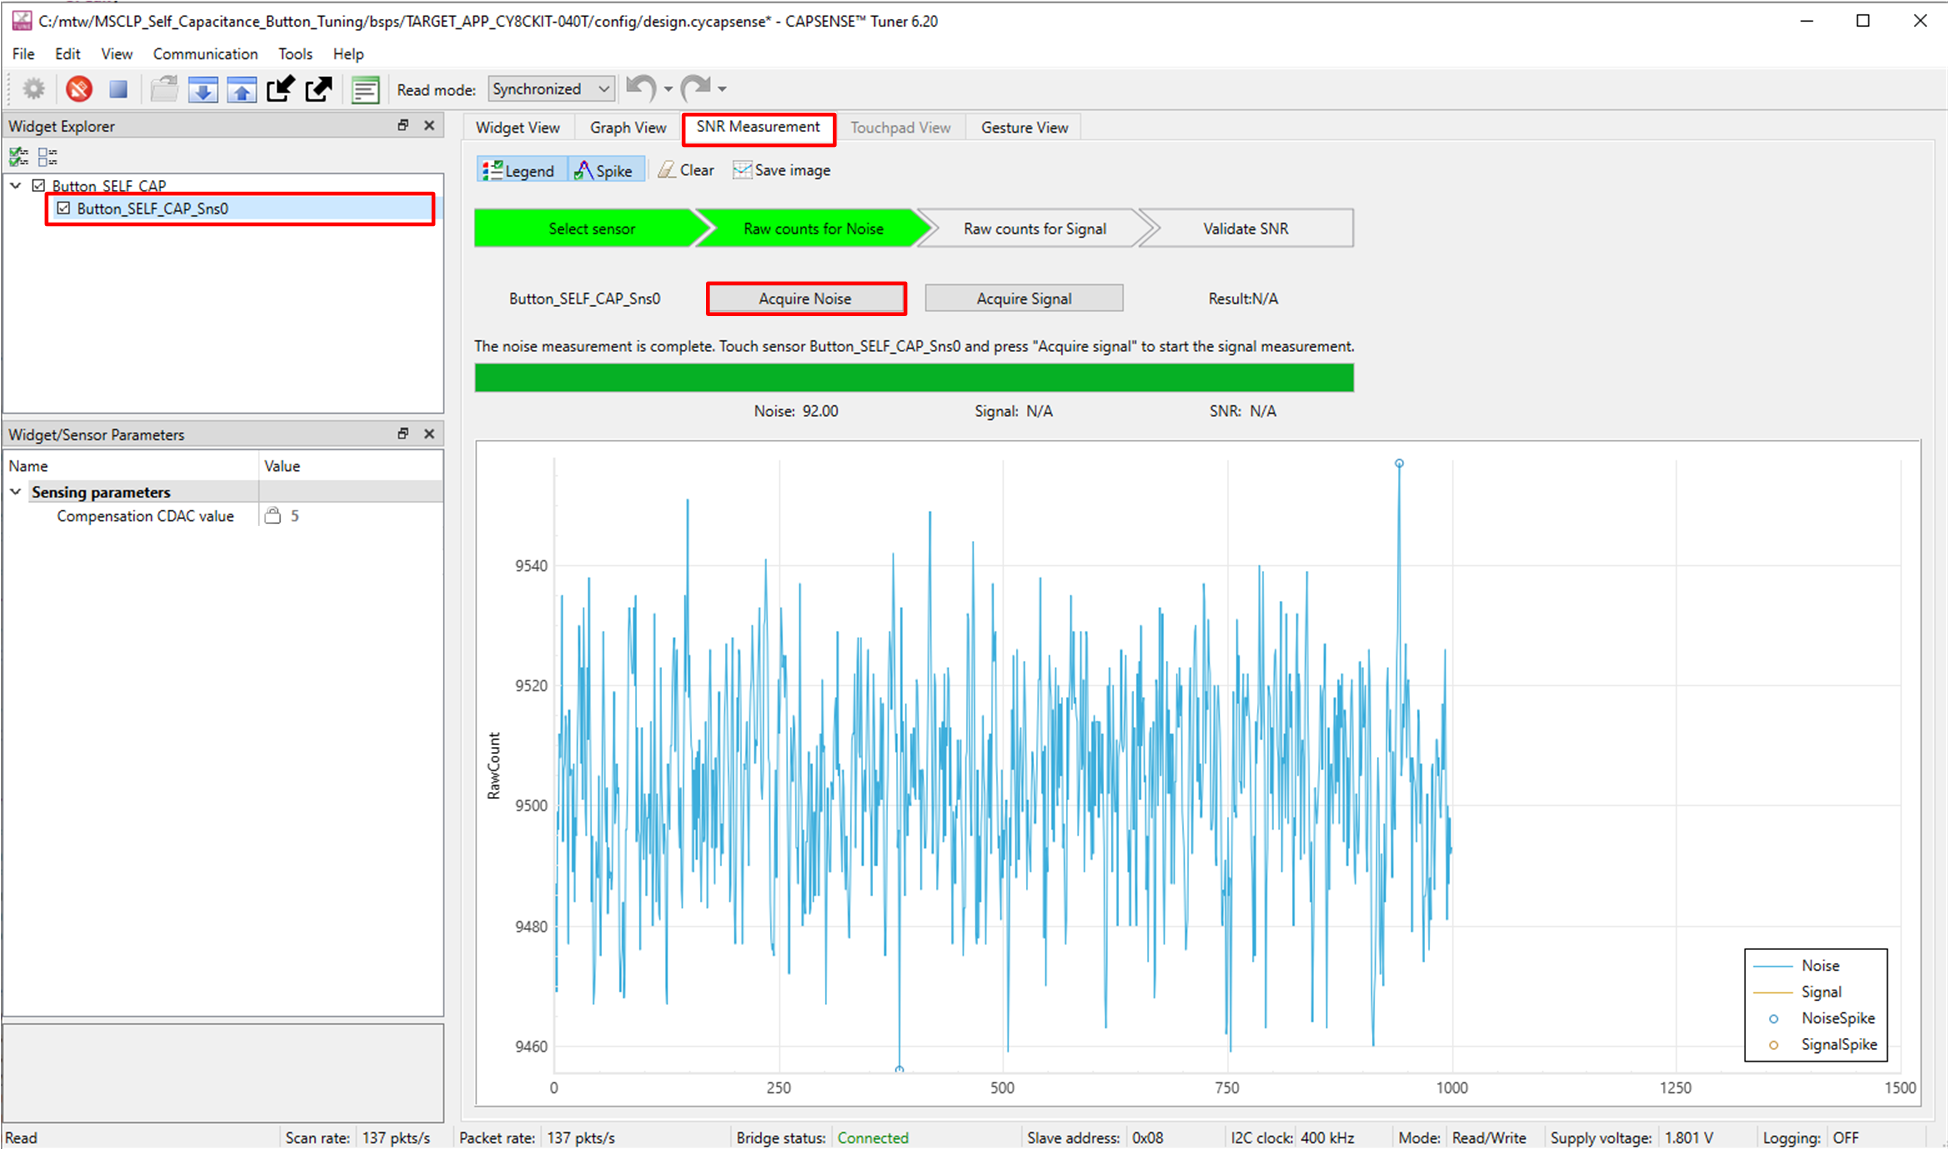 C:/mtw/MSCLP_Self_Capacitance_Button_Tuning/bsps/TARGET_APP_CY8CKIT-040T/config/design.cycapsense* - CAPSENSE™ Tuner 6.20
File Edit View Communication Tools Help
Read mode: Synchronized
Widget Explorer
Button_SELF_CAP
Button_SELF_CAP_Sns0
Widget/Sensor Parameters
Name Value
Sensing parameters
Compensation CDAC value 5
Widget View Graph View SNR Measurement Touchpad View Gesture View
Legend Spike Clear Save image
Select sensor Raw counts for Noise Raw counts for Signal Validate SNR
Button_SELF_CAP_Sns0 Acquire Noise Acquire Signal Result:N/A
The noise measurement is complete. Touch sensor Button_SELF_CAP_Sns0 and press "Acquire signal" to start the signal measurement.
Noise: 92.00 Signal: N/A SNR: N/A
RawCount
9540
9520
9500
9480
9460
0 250 500 750 1000 1250 1500
Noise
Signal
NoiseSpike
SignalSpike
Read Scan rate: 137 pkts/s Packet rate: 137 pkts/s Bridge status: Connected Slave address: 0x08 I2C clock: 400 kHz Mode: Read/Write Supply voltage: 1.801 V Logging: OFF